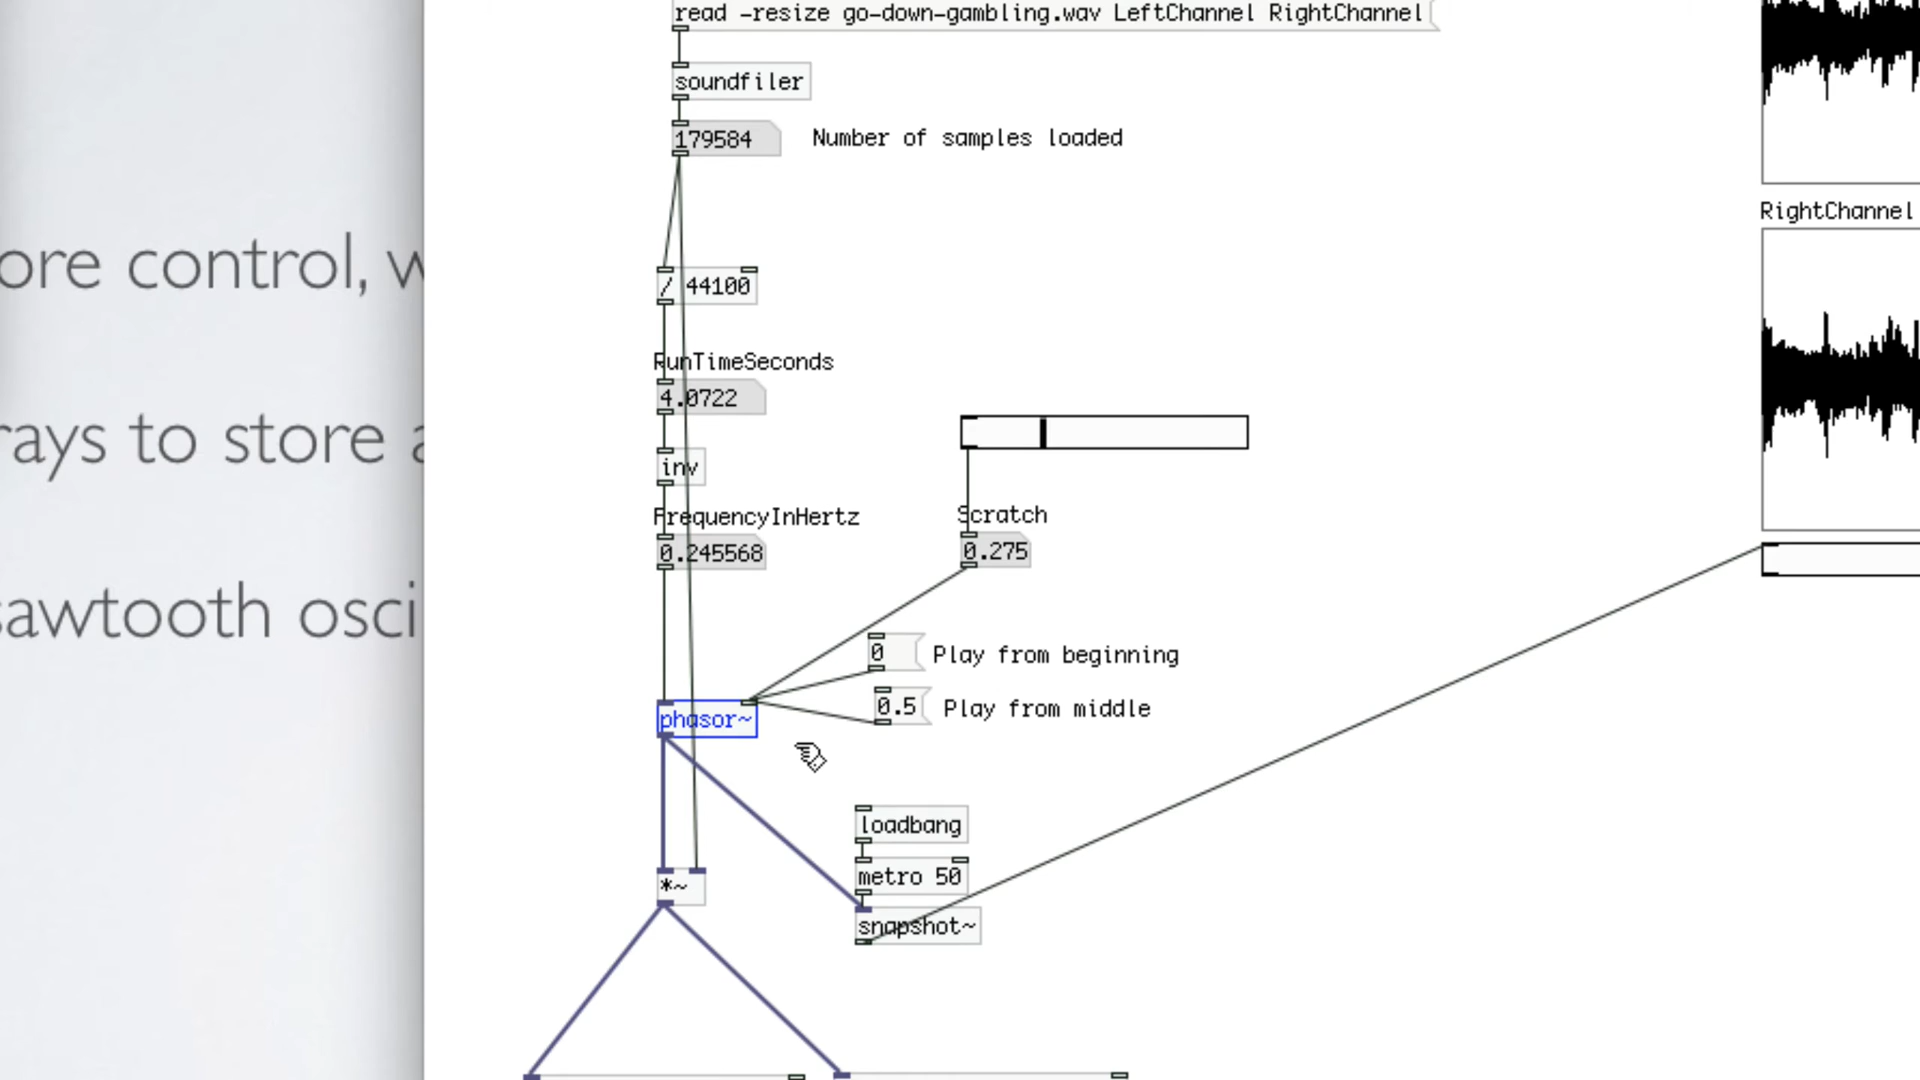 read -resize go-down-gambling.wav LeftChannel RightChannel
soundfiler
179584 Number of samples loaded
RightChannel
ore control, w
/ 44100
RunTimeSeconds
4.0722
rays to store a
inv
FrequencyInHertz
Scratch
0.245568
0.275
sawtooth osci
0 Play from beginning
0.5 Play from middle
phasor~
loadbang
metro 50
*~
snapshot~